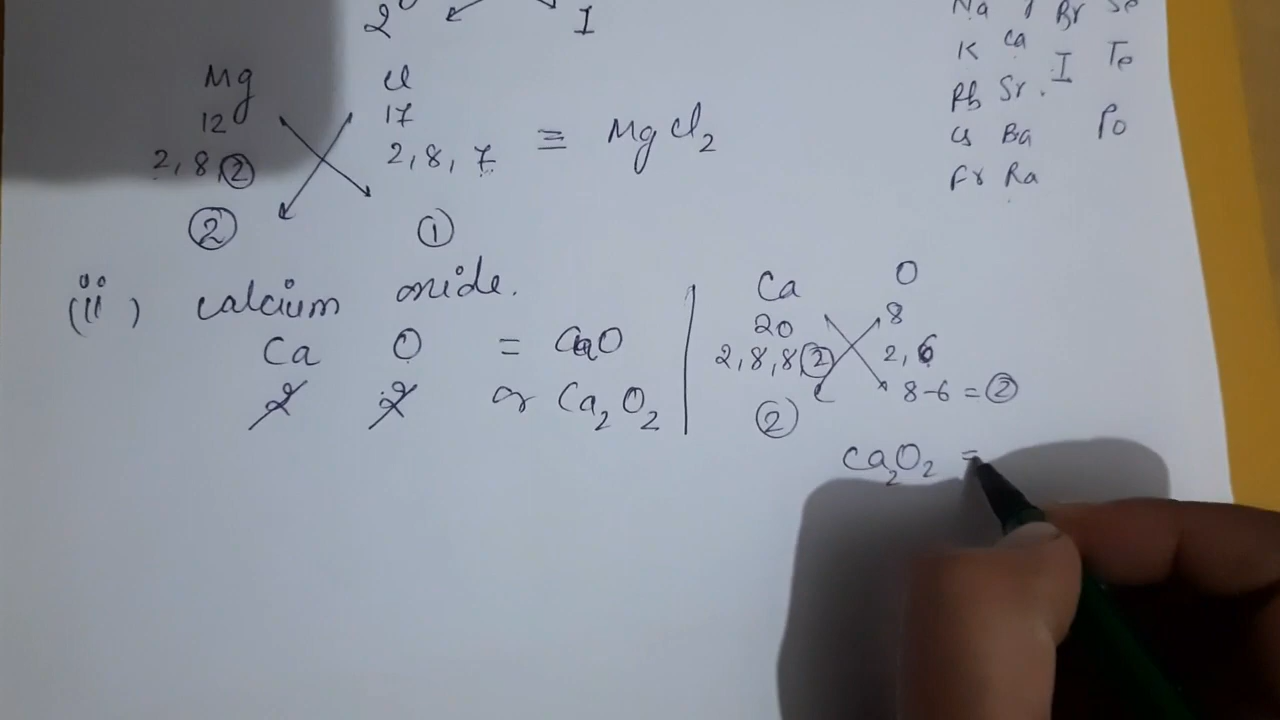 2 I
Mg Cl
12 17
2, 8, 2 2, 8, 7 ≡ MgCl2
2 1
Na Br Se
K Ca I Te
Rb Sr Po
Cs Ba
Fr Ra
(ii) calcium oxide.
Ca O = CaO
2 2 or Ca2O2
Ca O
20 8
2, 8, 8 2 2, 6
2 8-6 = 2
Ca2O2 =